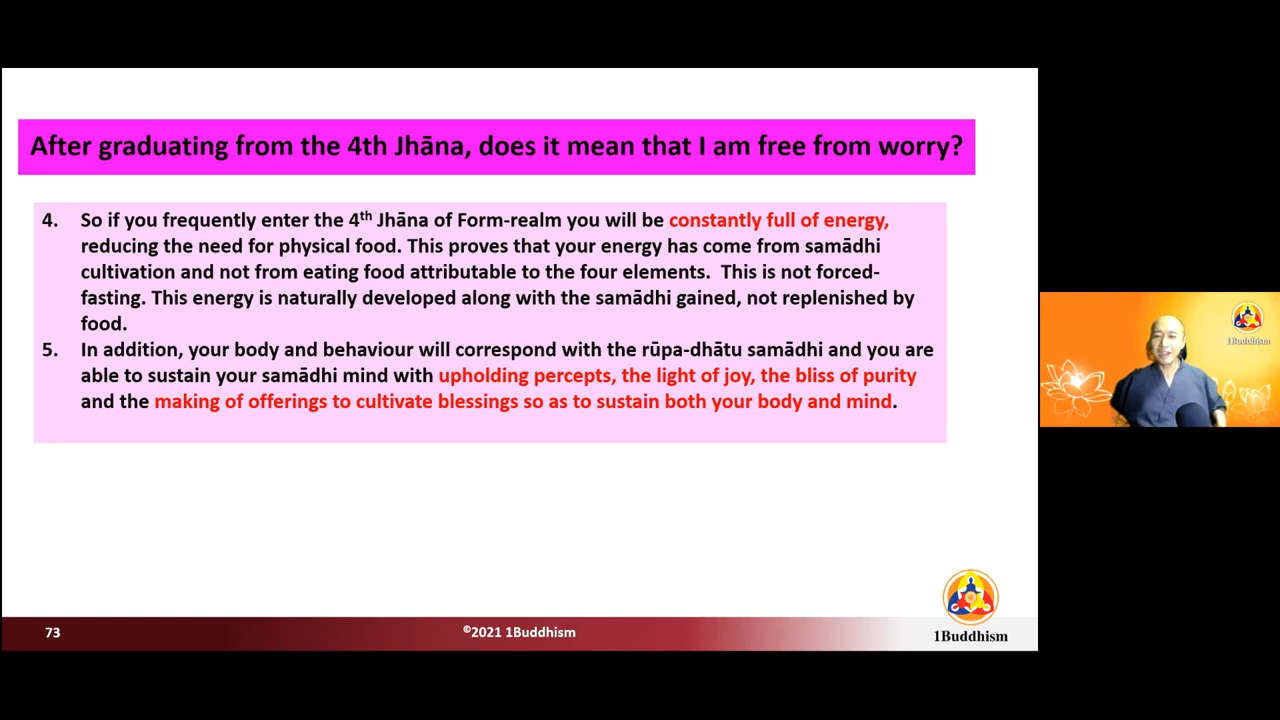 After graduating from the 4th Jhāna, does it mean that I am free from worry?
4. So if you frequently enter the 4th Jhāna of Form-realm you will be constantly full of energy,
reducing the need for physical food. This proves that your energy has come from samādhi
cultivation and not from eating food attributable to the four elements. This is not forced-
fasting. This energy is naturally developed along with the samādhi gained, not replenished by
food.
5. In addition, your body and behaviour will correspond with the rūpa-dhātu samādhi and you are
able to sustain your samādhi mind with upholding percepts, the light of joy, the bliss of purity
and the making of offerings to cultivate blessings so as to sustain both your body and mind.
1Buddhism
73
©2021 1Buddhism
1Buddhism